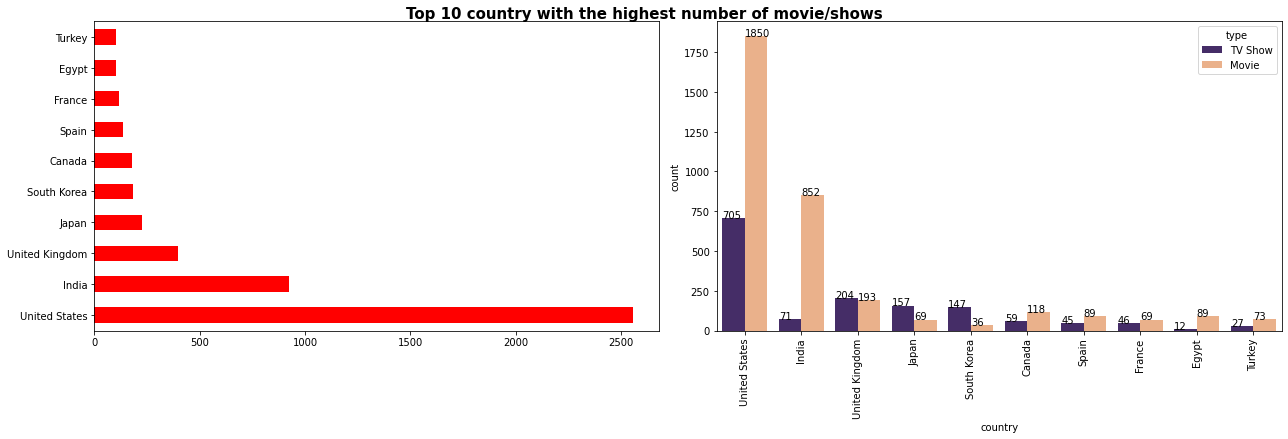 Top 10 country with the highest number of movie/shows
Turkey
Egypt
France
Spain
Canada
South Korea
Japan
United Kingdom
India
United States
0 500 1000 1500 2000 2500
type
TV Show
Movie
count
1750
1500
1250
1000
750
500
250
0
705 1850
71 852
204 193
157 69
147 36
59 118
45 89
46 69
12 89
27 73
United States
India
United Kingdom
Japan
South Korea
Canada
Spain
France
Egypt
Turkey
country